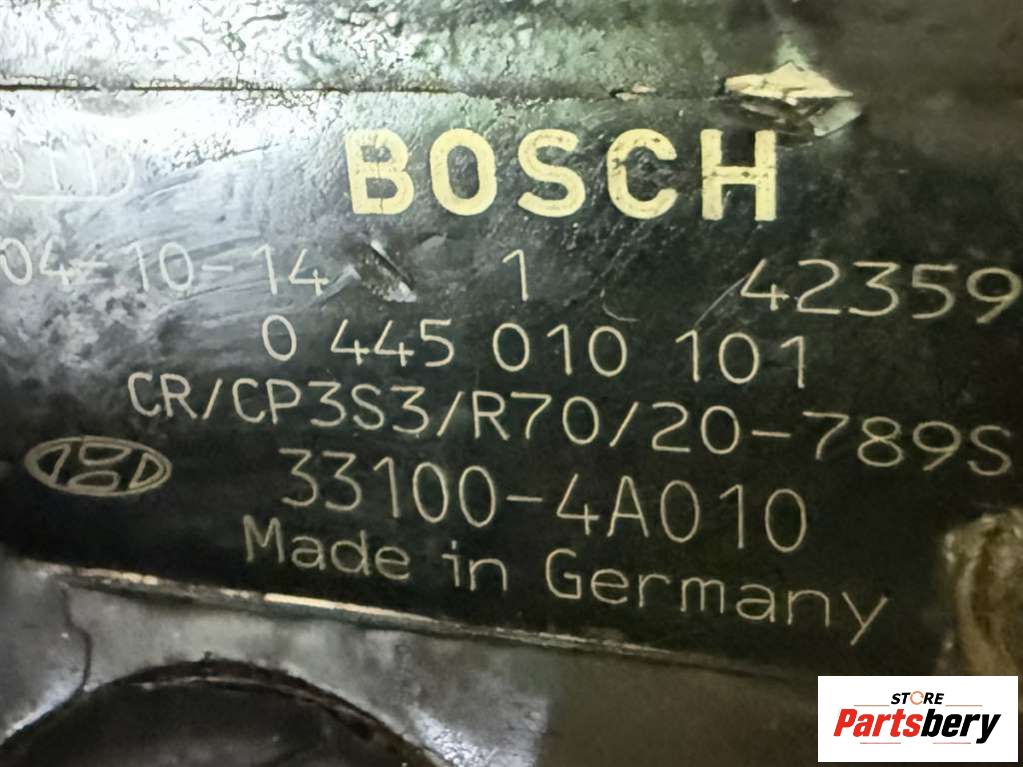 BOSCH
04-10-14 1 42359
0 445 010 101
CR/CP3S3/R70/20-789S
33100-4A010
Made in Germany
STORE
Partsbery